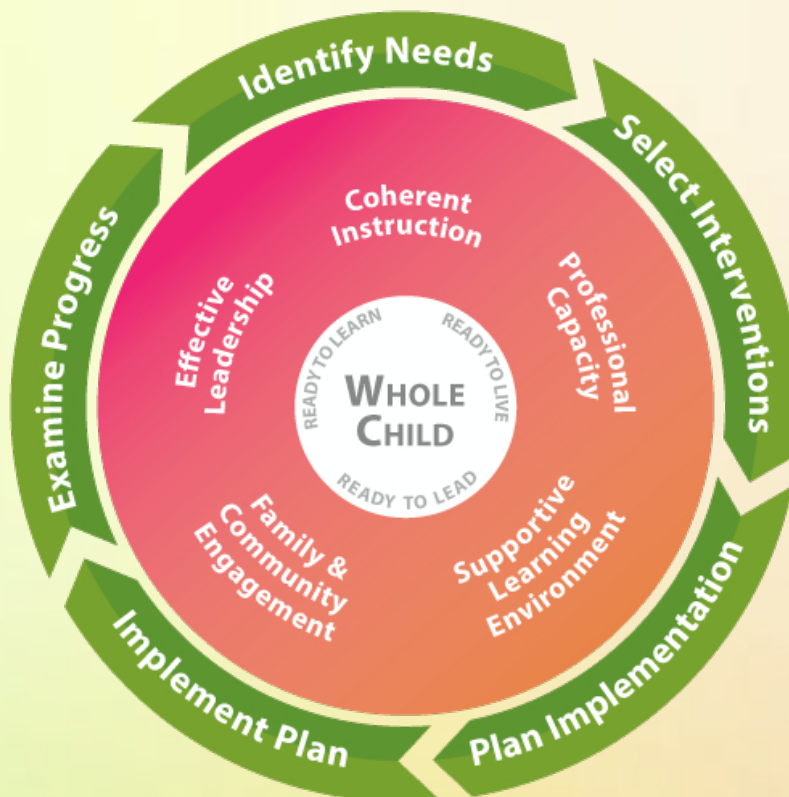 Identify Needs
Select Interventions
Plan Implementation
Implement Plan
Examine Progress
Coherent
Instruction
Professional
Capacity
Supportive
Learning
Environment
Family &
Community
Engagement
Effective
Leadership
READY TO LEARN
READY TO LIVE
WHOLE
CHILD
READY TO LEAD